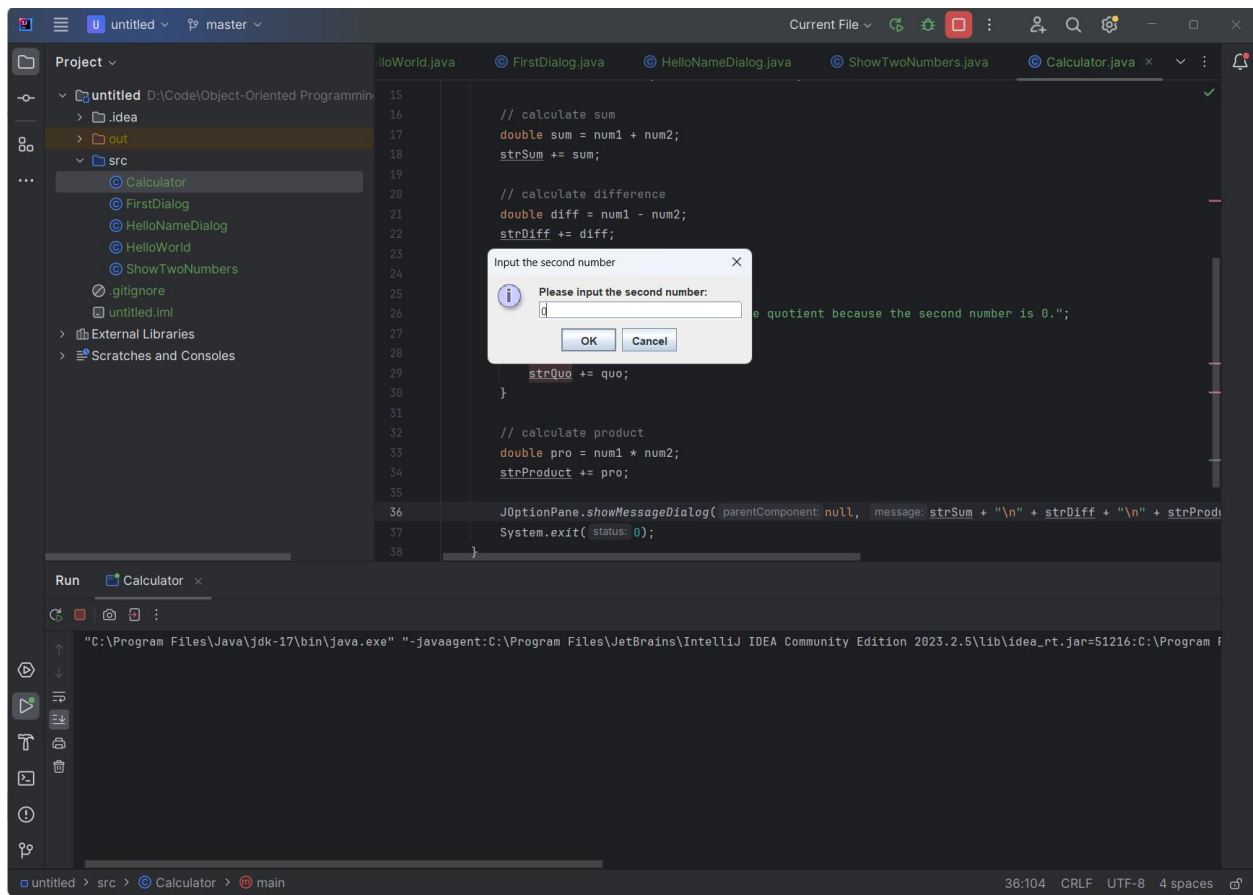 U untitled master Current File
Project
lloWorld.java FirstDialog.java HelloNameDialog.java ShowTwoNumbers.java Calculator.java
untitled D:\Code\Object-Oriented Programmin
.idea
out
src
Calculator
FirstDialog
HelloNameDialog
HelloWorld
ShowTwoNumbers
.gitignore
untitled.iml
External Libraries
Scratches and Consoles
15
16 // calculate sum
17 double sum = num1 + num2;
18 strSum += sum;
19
20 // calculate difference
21 double diff = num1 - num2;
22 strDiff += diff;
23
24
25
26 e quotient because the second number is 0.";
27
28
29 strQuo += quo;
30 }
31
32 // calculate product
33 double pro = num1 * num2;
34 strProduct += pro;
35
36 JOptionPane.showMessageDialog( parentComponent: null, message: strSum + "\n" + strDiff + "\n" + strProdu
37 System.exit( status: 0);
38 }
Input the second number
Please input the second number:
0
OK Cancel
Run Calculator
"C:\Program Files\Java\jdk-17\bin\java.exe" "-javaagent:C:\Program Files\JetBrains\IntelliJ IDEA Community Edition 2023.2.5\lib\idea_rt.jar=51216:C:\Program F
untitled > src > Calculator > main 36:104 CRLF UTF-8 4 spaces